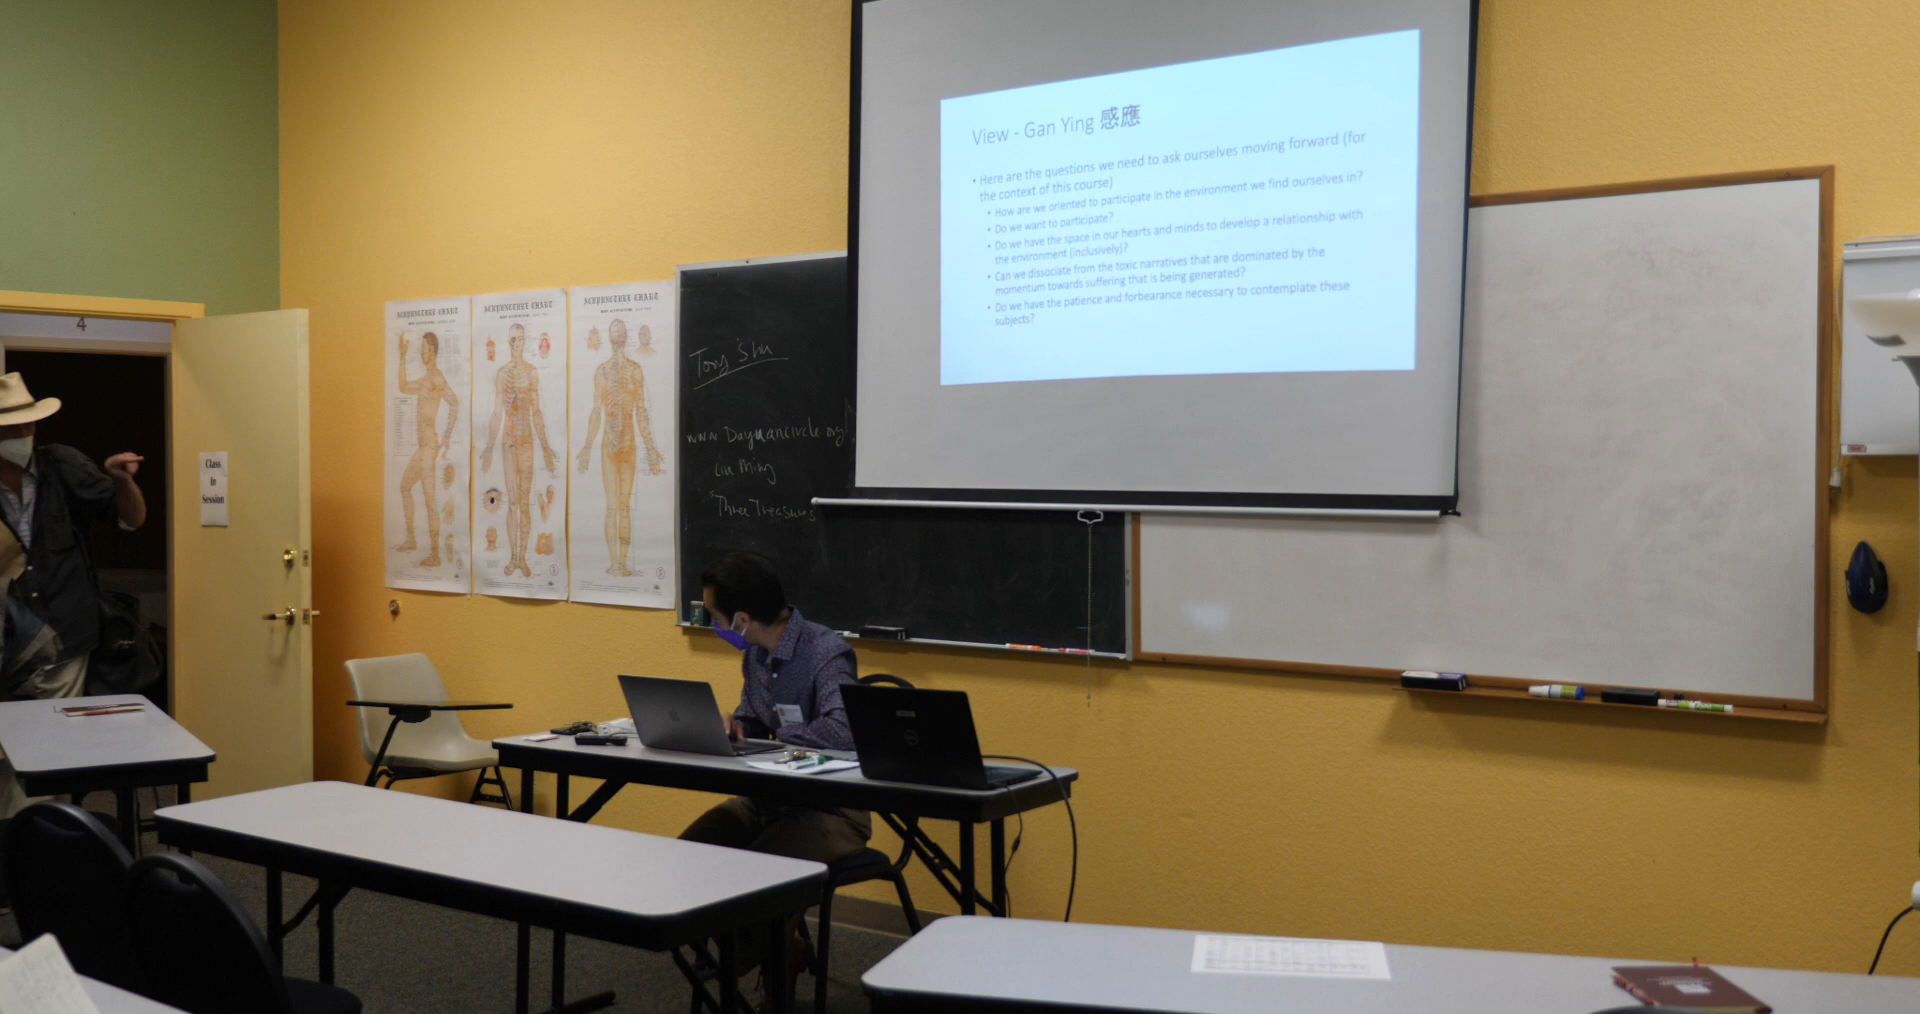 View - Gan Ying 感應
• Here are the questions we need to ask ourselves moving forward (for
the context of this course)
• How are we oriented to participate in the environment we find ourselves in?
• Do we want to participate?
• Do we have the space in our hearts and minds to develop a relationship with
the environment (inclusively)?
• Can we dissociate from the toxic narratives that are dominated by the
momentum towards suffering that is being generated?
• Do we have the patience and forbearance necessary to contemplate these
subjects?
4
Class
In
Session
ACUPUNCTURE CHART
ACUPUNCTURE CHART
ACUPUNCTURE CHART
www Dayuancircle.org
Liu Ming
"Three Treasures